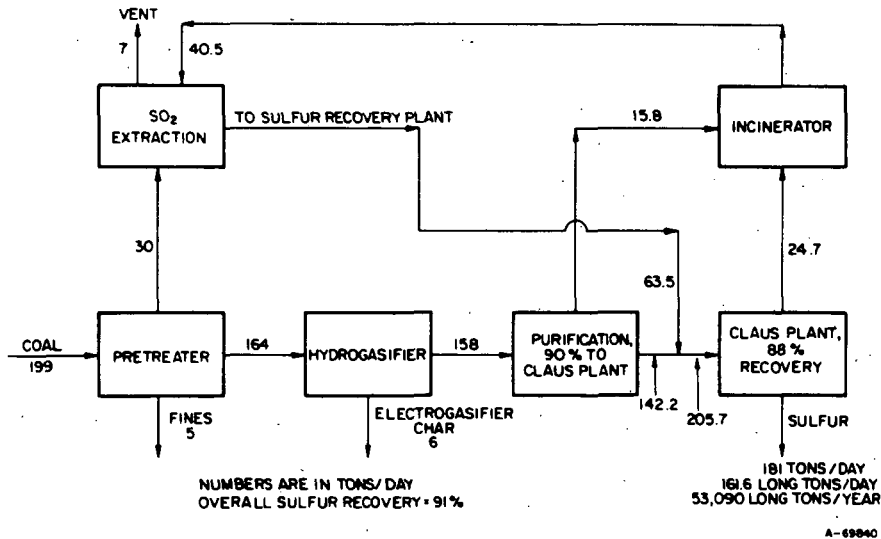 VENT
7
40.5
SO2
EXTRACTION
TO SULFUR RECOVERY PLANT
15.8
INCINERATOR
30
63.5
24.7
COAL
199
PRETREATER
164
HYDROGASIFIER
158
PURIFICATION,
90% TO
CLAUS PLANT
CLAUS PLANT,
88%
RECOVERY
142.2
205.7
FINES
5
ELECTROGASIFIER
CHAR
6
SULFUR
NUMBERS ARE IN TONS/DAY
OVERALL SULFUR RECOVERY = 91%
181 TONS/DAY
161.6 LONG TONS/DAY
53,090 LONG TONS/YEAR
A-69840